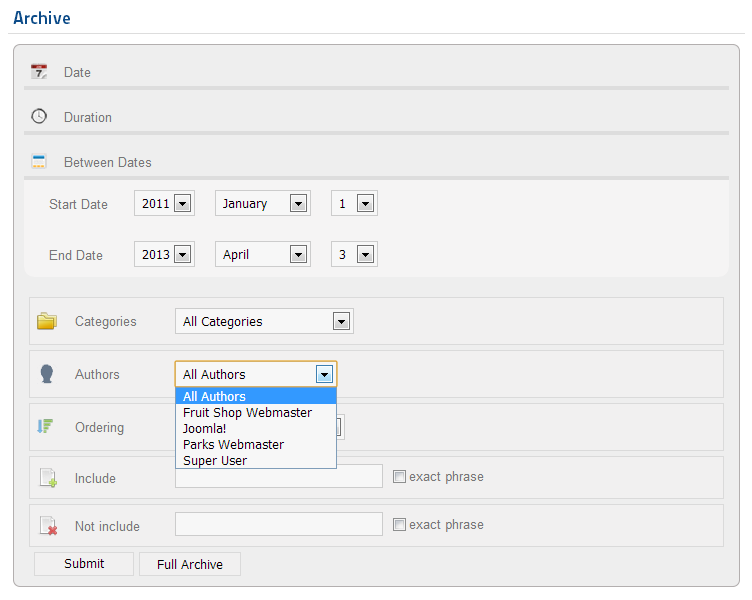 Archive
7 Date
Duration
Between Dates
Start Date 2011 January 1
End Date 2013 April 3
Categories All Categories
Authors All Authors
All Authors
Fruit Shop Webmaster
Joomla!
Ordering
Parks Webmaster
Super User
Include exact phrase
Not include exact phrase
Submit Full Archive